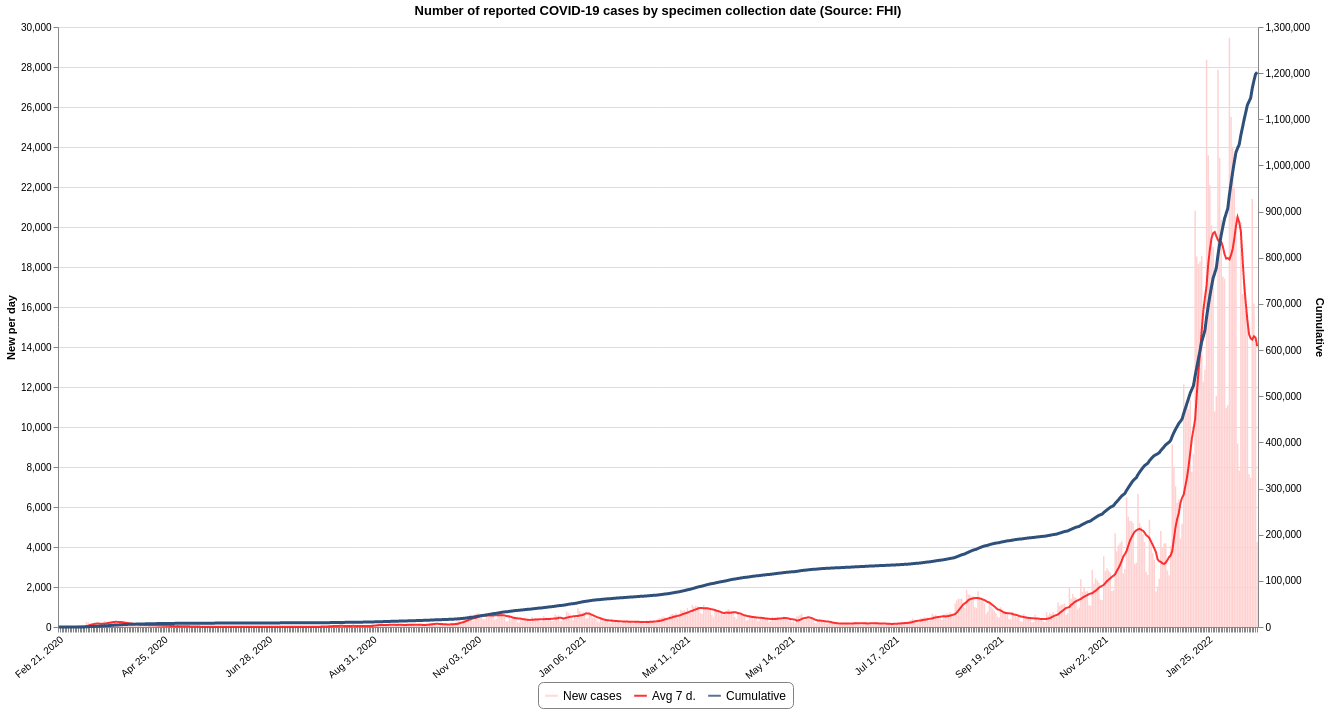 Number of reported COVID-19 cases by specimen collection date (Source: FHI)
30,000
28,000
26,000
24,000
22,000
20,000
18,000
16,000
14,000
12,000
10,000
8,000
6,000
4,000
2,000
0
New per day
1,300,000
1,200,000
1,100,000
1,000,000
900,000
800,000
700,000
600,000
500,000
400,000
300,000
200,000
100,000
0
Cumulative
Feb 21, 2020
Apr 25, 2020
Jun 28, 2020
Aug 31, 2020
Nov 03, 2020
Jan 06, 2021
Mar 11, 2021
May 14, 2021
Jul 17, 2021
Sep 19, 2021
Nov 22, 2021
Jan 25, 2022
New cases Avg 7 d. Cumulative